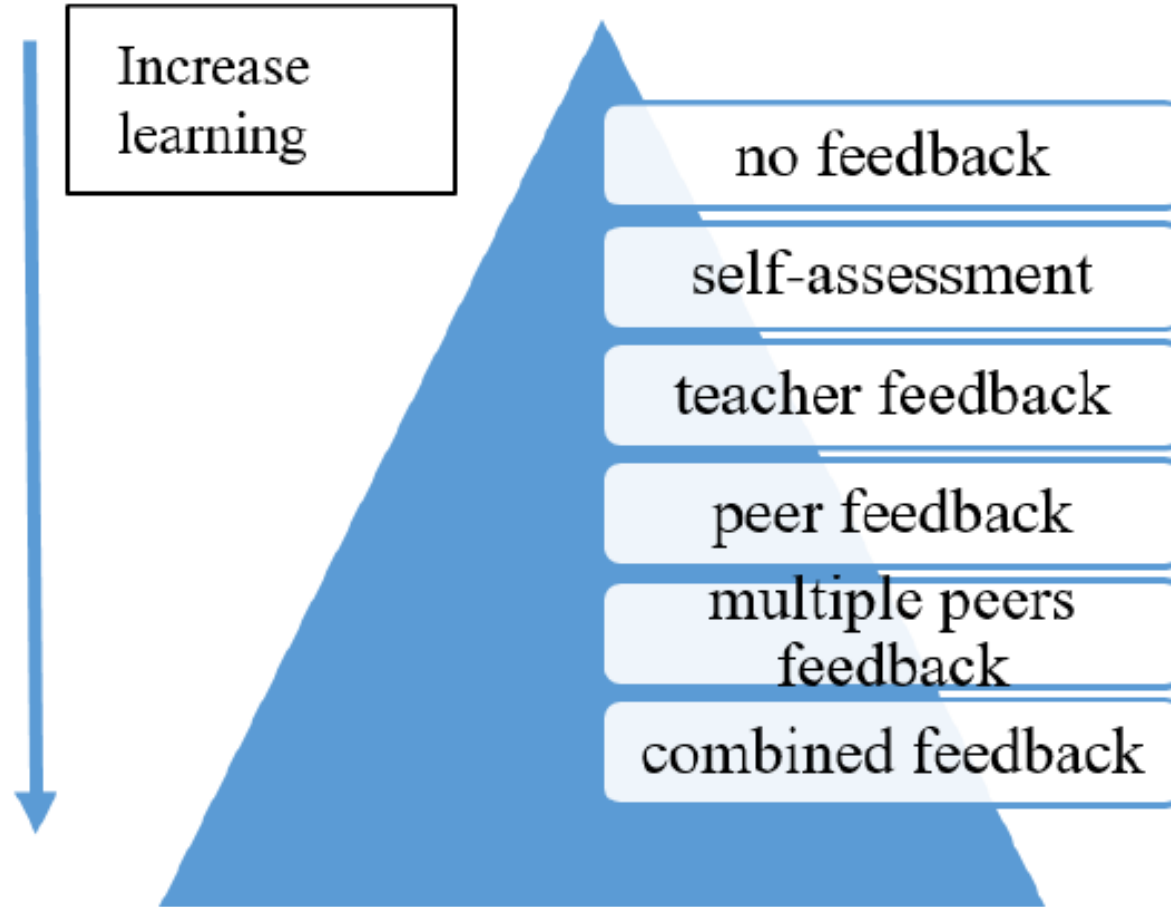 Increase
learning
no feedback
self-assessment
teacher feedback
peer feedback
multiple peers
feedback
combined feedback